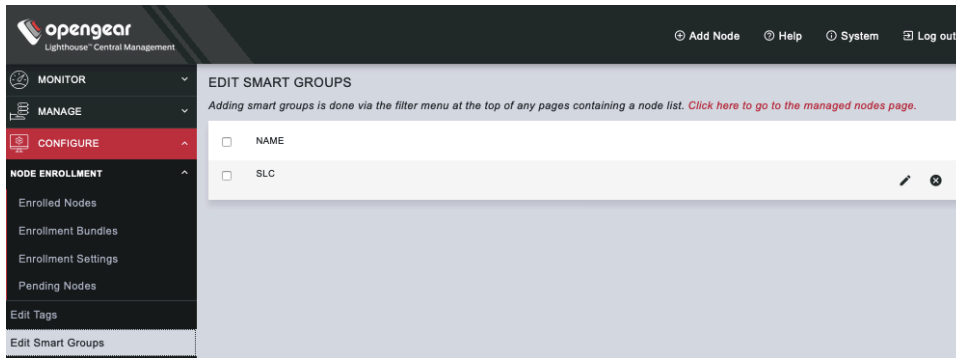 opengear
Lighthouse™ Central Management
Add Node Help System Log out
MONITOR
MANAGE
CONFIGURE
NODE ENROLLMENT
Enrolled Nodes
Enrollment Bundles
Enrollment Settings
Pending Nodes
Edit Tags
Edit Smart Groups
EDIT SMART GROUPS
Adding smart groups is done via the filter menu at the top of any pages containing a node list. Click here to go to the managed nodes page.
NAME
SLC